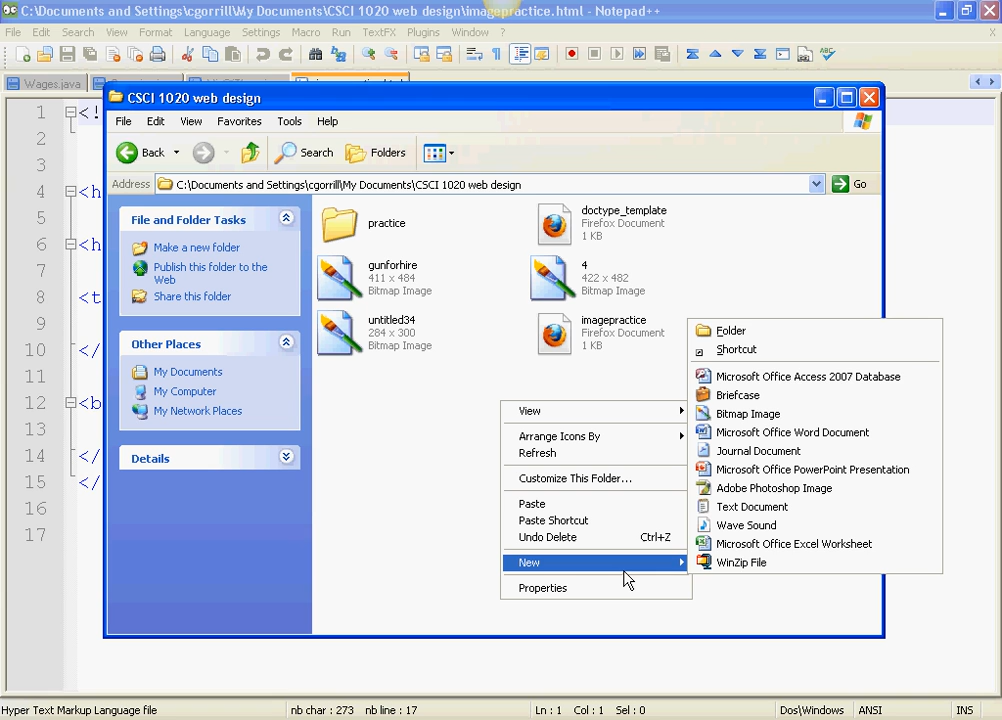 C:\Documents and Settings\cgorrill\My Documents\CSCI 1020 web design\imagepractice.html - Notepad++
File Edit Search View Format Language Settings Macro Run TextFX Plugins Window ? X
Wages.java
CSCI 1020 web design
File Edit View Favorites Tools Help
Back Search Folders
Address C:\Documents and Settings\cgorrill\My Documents\CSCI 1020 web design Go
File and Folder Tasks
Make a new folder
Publish this folder to the
Web
Share this folder
Other Places
My Documents
My Computer
My Network Places
Details
practice
doctype_template
Firefox Document
1 KB
gunforhire
411 x 484
Bitmap Image
4
422 x 482
Bitmap Image
untitled34
284 x 300
Bitmap Image
imagepractice
Firefox Document
1 KB
View
Arrange Icons By
Refresh
Customize This Folder...
Paste
Paste Shortcut
Undo Delete Ctrl+Z
New
Properties
Folder
Shortcut
Microsoft Office Access 2007 Database
Briefcase
Bitmap Image
Microsoft Office Word Document
Journal Document
Microsoft Office PowerPoint Presentation
Adobe Photoshop Image
Text Document
Wave Sound
Microsoft Office Excel Worksheet
WinZip File
1 <!
2
3
4 <h
5
6 <h
7
8 <t
9
10 </
11
12 <b
13
14 </
15 </
16
17
Hyper Text Markup Language file nb char : 273 nb line : 17 Ln : 1 Col : 1 Sel : 0 Dos\Windows ANSI INS